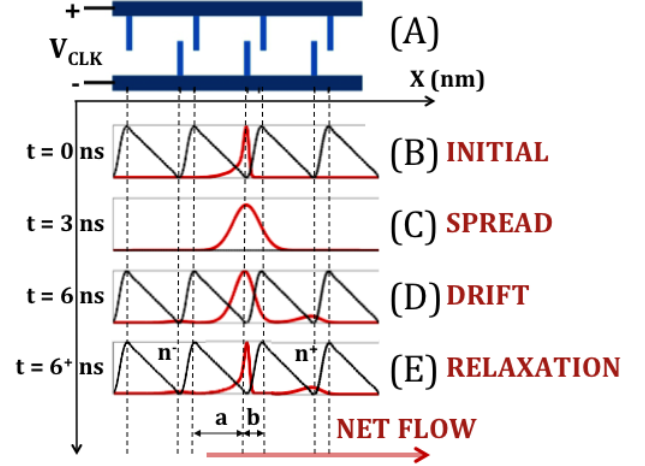 +
V_CLK
-
(A)
X (nm)
t = 0 ns
(B) INITIAL
t = 3 ns
(C) SPREAD
t = 6 ns
(D) DRIFT
t = 6⁺ ns
n⁻
n⁺
(E) RELAXATION
a
b
NET FLOW